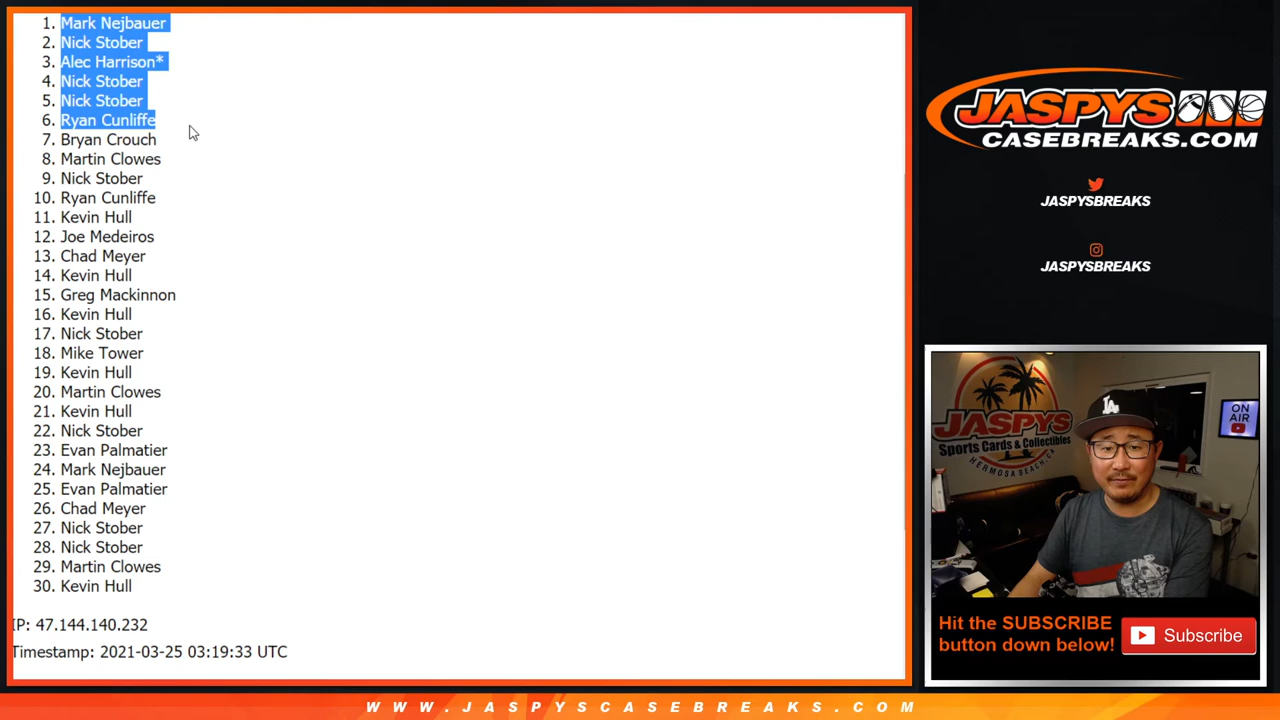 1. Mark Nejbauer
2. Nick Stober
3. Alec Harrison*
4. Nick Stober
5. Nick Stober
6. Ryan Cunliffe
7. Bryan Crouch
8. Martin Clowes
9. Nick Stober
10. Ryan Cunliffe
11. Kevin Hull
12. Joe Medeiros
13. Chad Meyer
14. Kevin Hull
15. Greg Mackinnon
16. Kevin Hull
17. Nick Stober
18. Mike Tower
19. Kevin Hull
20. Martin Clowes
21. Kevin Hull
22. Nick Stober
23. Evan Palmatier
24. Mark Nejbauer
25. Evan Palmatier
26. Chad Meyer
27. Nick Stober
28. Nick Stober
29. Martin Clowes
30. Kevin Hull
IP: 47.144.140.232
Timestamp: 2021-03-25 03:19:33 UTC
JASPYS
CASEBREAKS.COM
JASPYSBREAKS
JASPYSBREAKS
JASPYS
Sports Cards & Collectibles
HERMOSA BEACH, CA
ON
AIR
LA
Hit the SUBSCRIBE
button down below!
Subscribe
WWW.JASPYSCASEBREAKS.COM